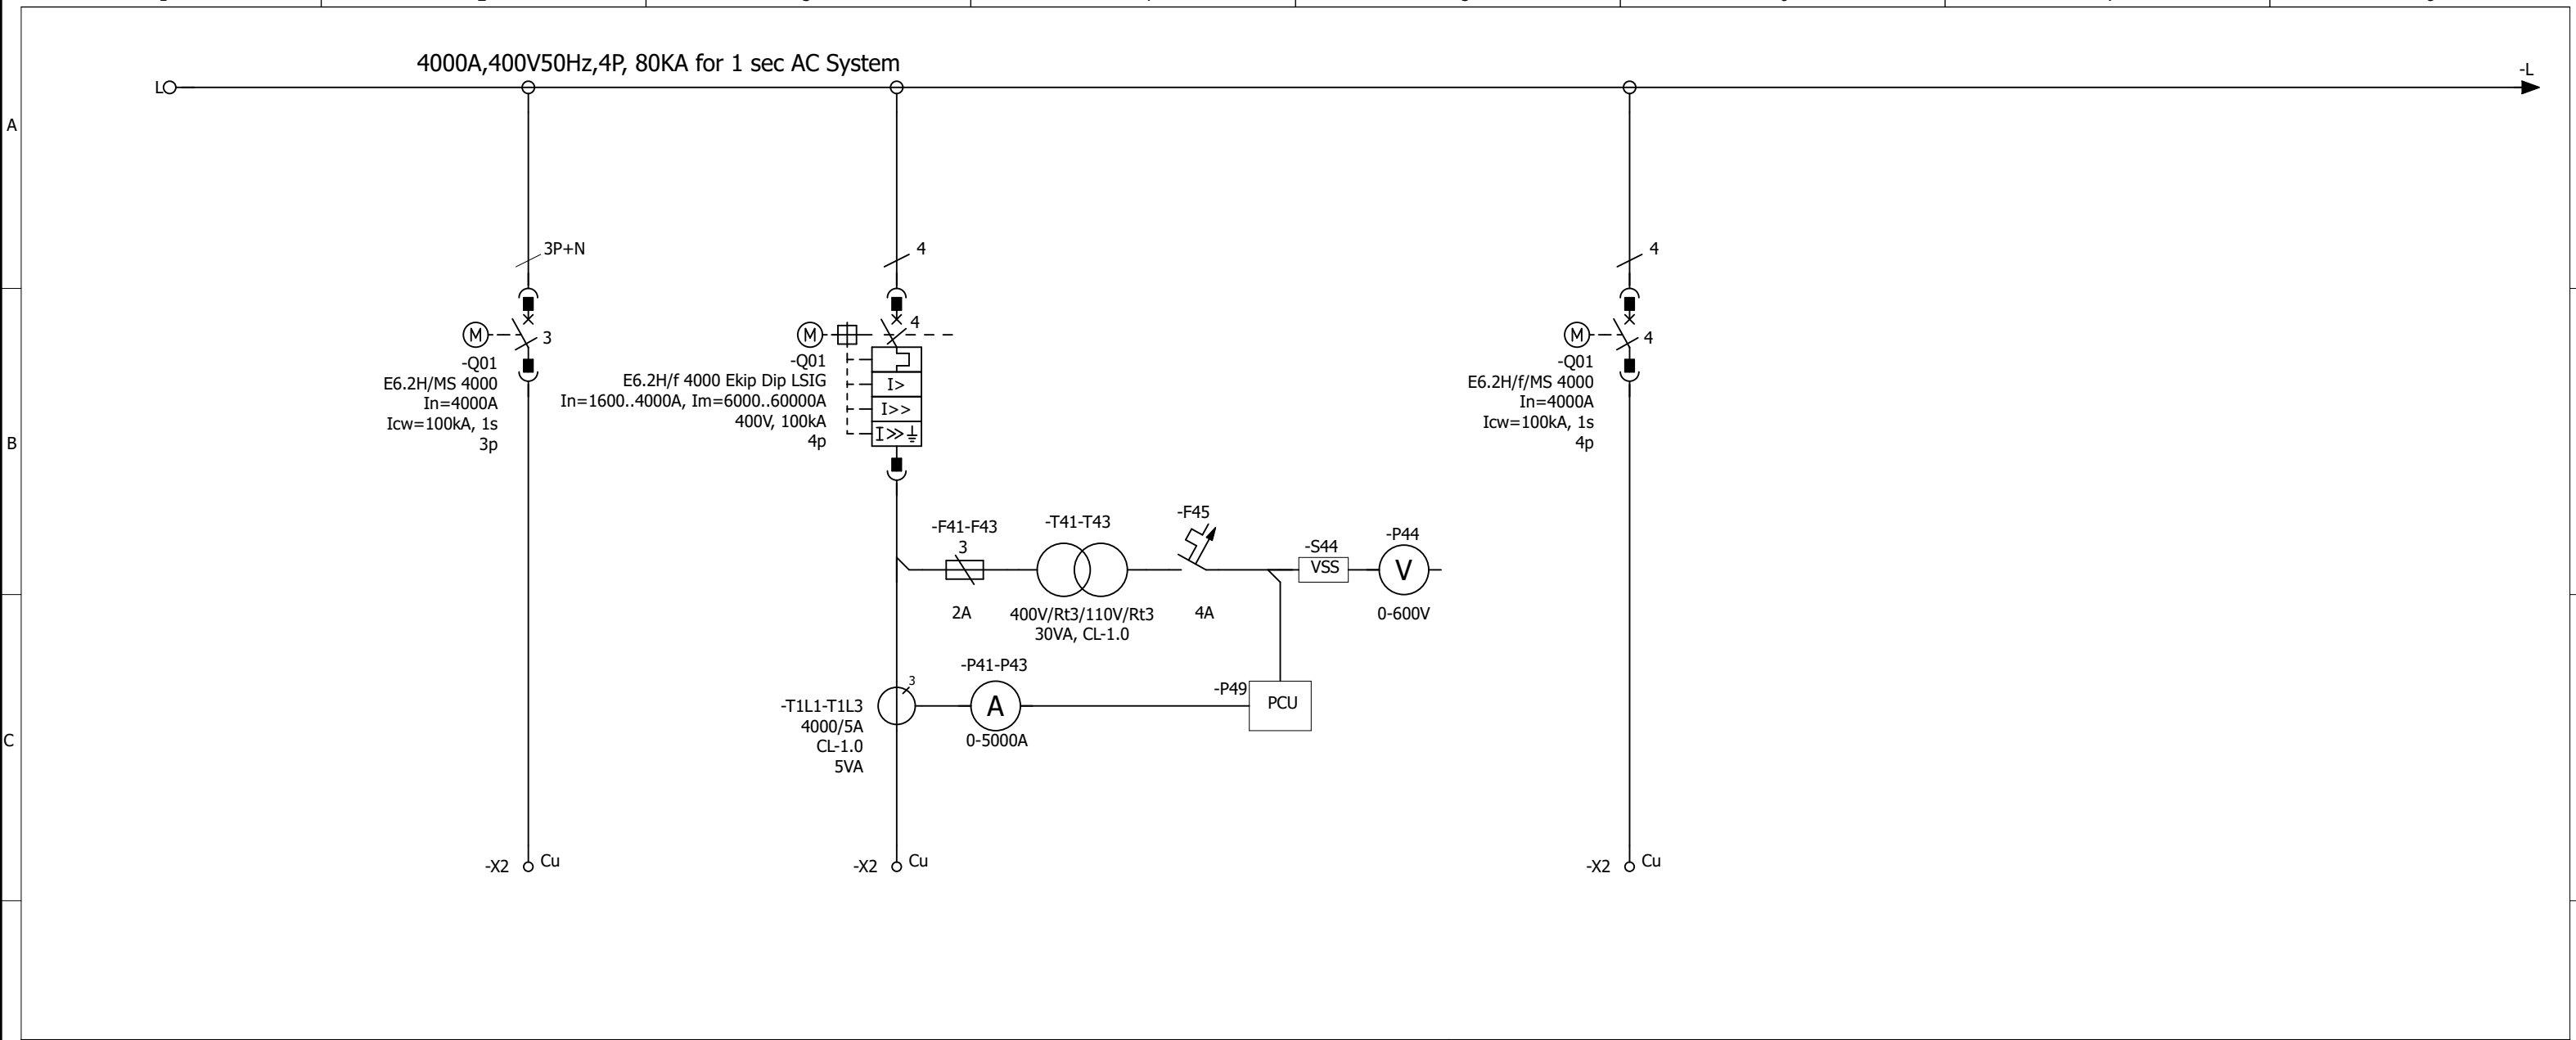 4000A,400V50Hz,4P, 80KA for 1 sec AC System
L
-L
A
3P+N
4
4
M
3
-Q01
E6.2H/MS 4000
In=4000A
Icw=100kA, 1s
3p
M
4
-Q01
E6.2H/f 4000 Ekip Dip LSIG
In=1600..4000A, Im=6000..60000A
400V, 100kA
4p
I>
I>>
I>>
M
4
-Q01
E6.2H/f/MS 4000
In=4000A
Icw=100kA, 1s
4p
B
-F41-F43
3
2A
-T41-T43
400V/Rt3/110V/Rt3
30VA, CL-1.0
-F45
4A
-S44
VSS
-P44
V
0-600V
-T1L1-T1L3
4000/5A
CL-1.0
5VA
3
-P41-P43
A
0-5000A
-P49
PCU
C
-X2
Cu
-X2
Cu
-X2
Cu